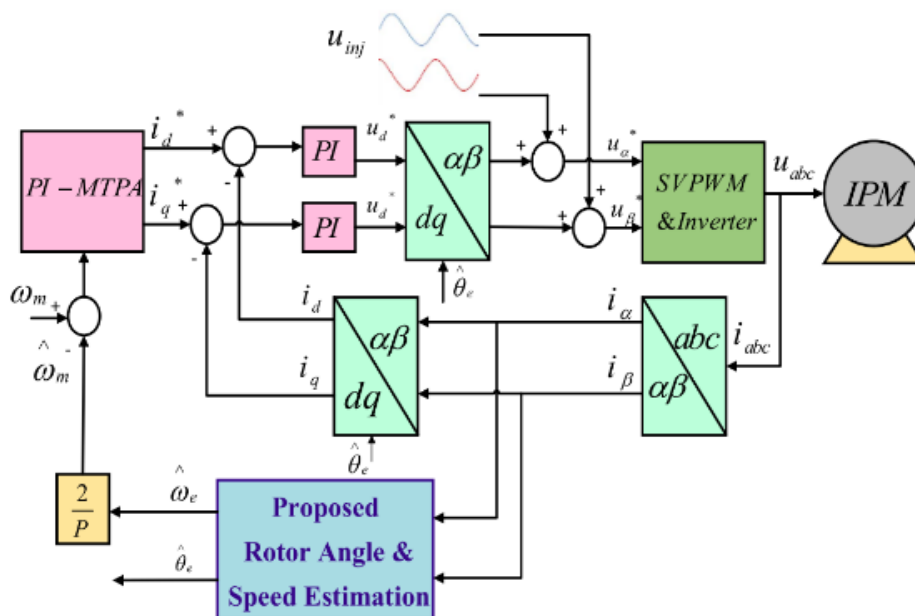 u_inj
i_d^*
+
-
PI
u_d^*
αβ
dq
+
+
u_α^*
SVPWM
&Inverter
u_abc
IPM
PI-MTPA
i_q^*
+
-
PI
u_d^*
+
+
u_β^*
θ̂_e
ω_m
+
-
ω̂_m
i_d
αβ
dq
i_q
θ̂_e
i_α
i_β
abc
αβ
i_abc
2
P
ω̂_e
θ̂_e
Proposed
Rotor Angle &
Speed Estimation